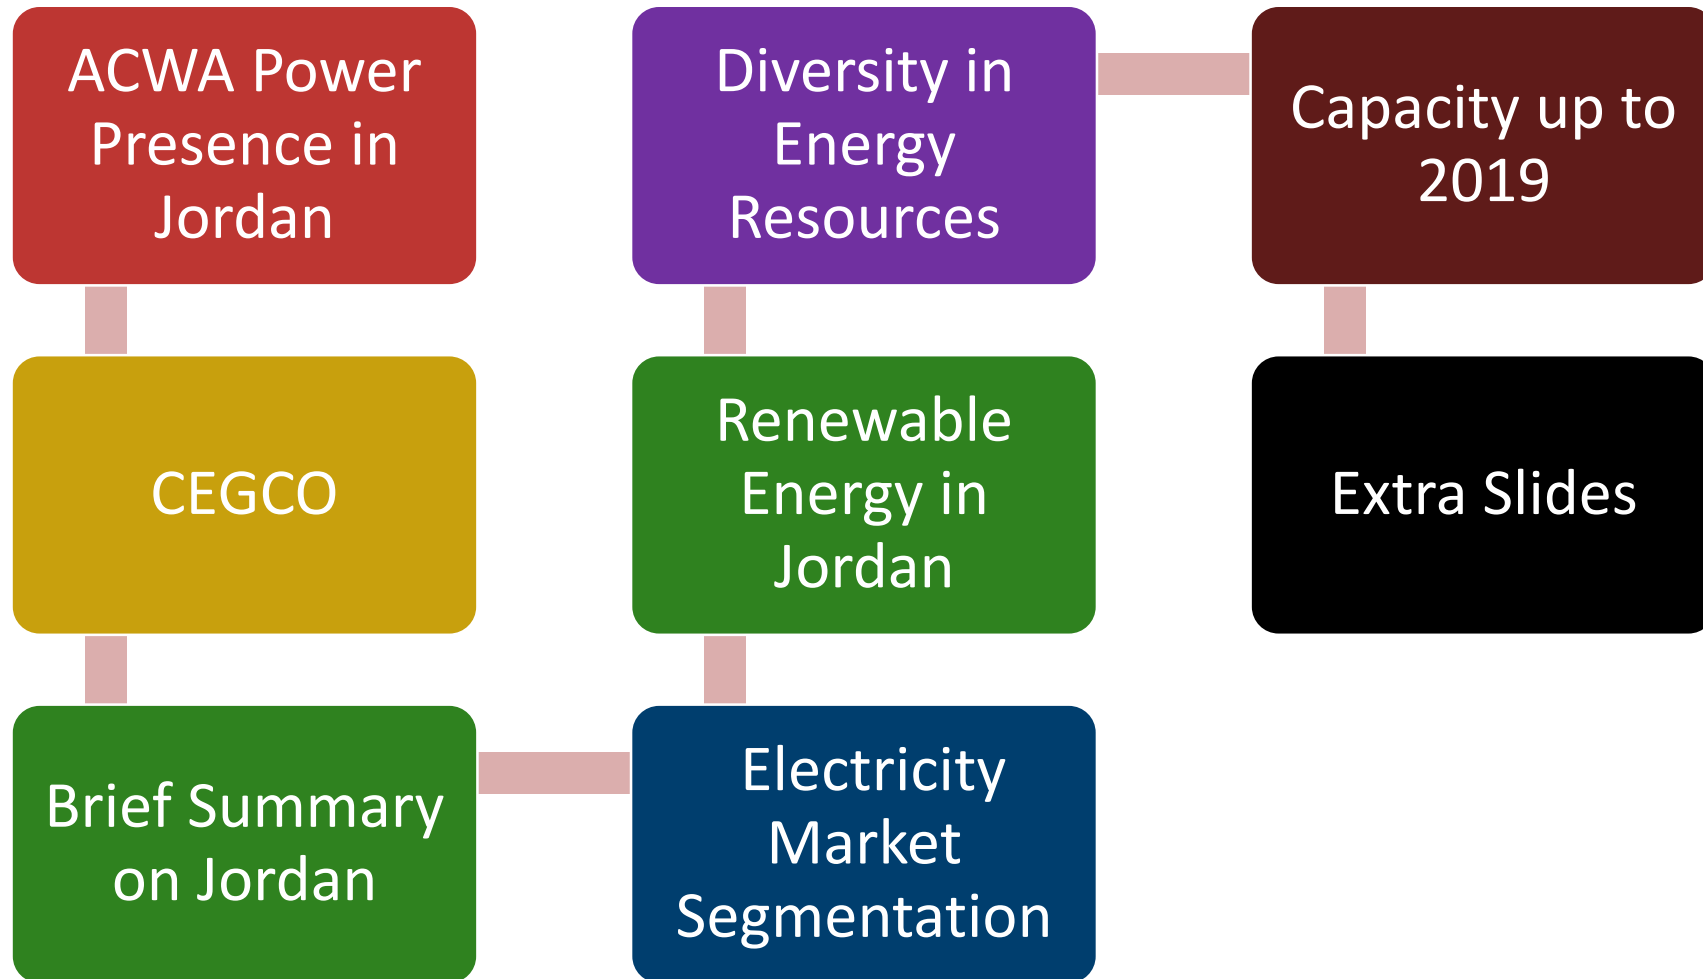 ACWA Power
Presence in
Jordan
CEGCO
Brief Summary
on Jordan
Electricity
Market
Segmentation
Renewable
Energy in
Jordan
Diversity in
Energy
Resources
Capacity up to
2019
Extra Slides